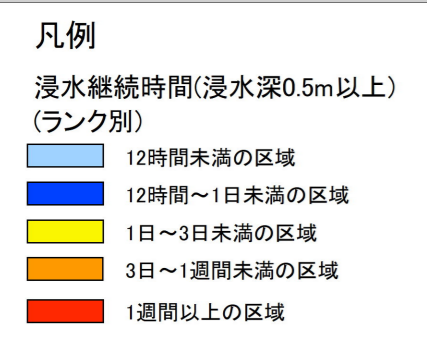 凡例
浸水継続時間(浸水深0.5m以上)
(ランク別)
12時間未満の区域
12時間～1日未満の区域
1日～3日未満の区域
3日～1週間未満の区域
1週間以上の区域